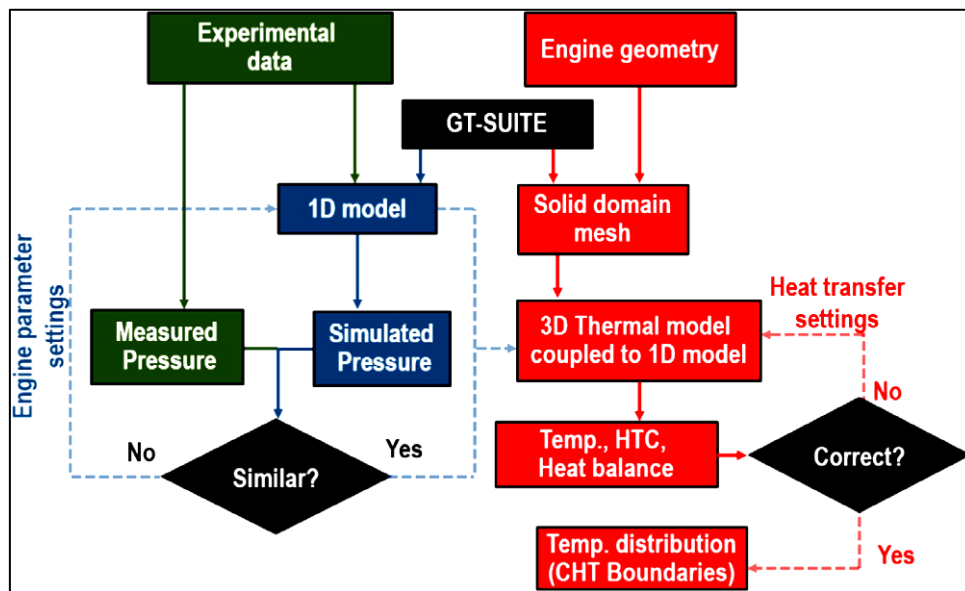 Experimental
data
Engine geometry
GT-SUITE
1D model
Solid domain
mesh
Engine parameter
settings
Measured
Pressure
Simulated
Pressure
3D Thermal model
coupled to 1D model
Heat transfer
settings
No
Similar?
Yes
Temp., HTC,
Heat balance
Correct?
No
Yes
Temp. distribution
(CHT Boundaries)